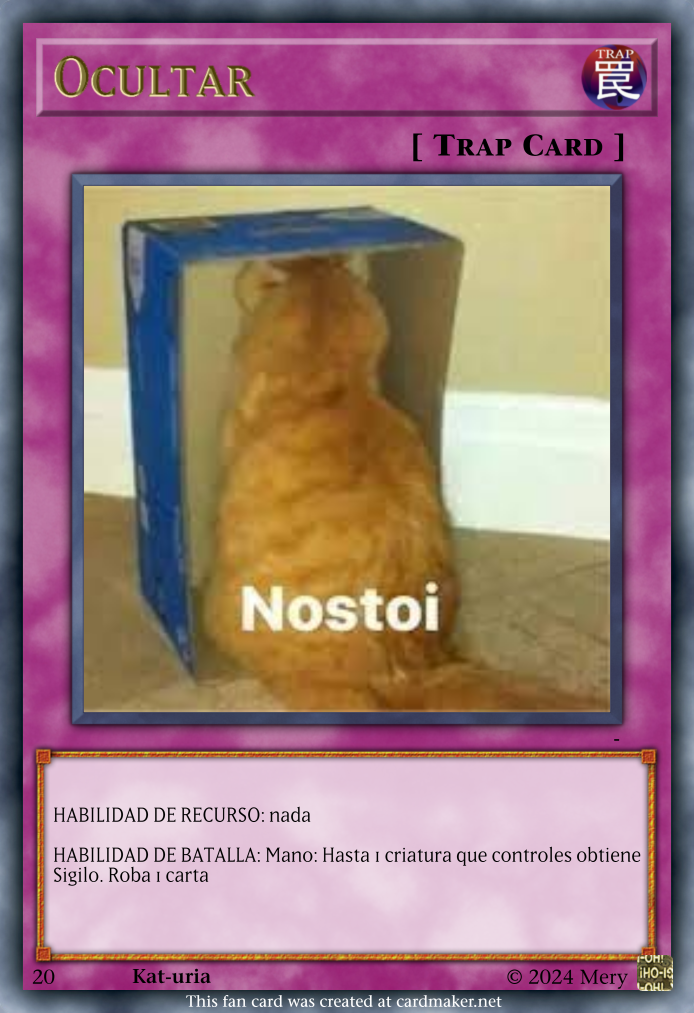 Ocultar
TRAP
罠
[ Trap Card ]
Nostoi
-
HABILIDAD DE RECURSO: nada
HABILIDAD DE BATALLA: Mano: Hasta 1 criatura que controles obtiene
Sigilo. Roba 1 carta
20
Kat-uria
© 2024 Mery
This fan card was created at cardmaker.net